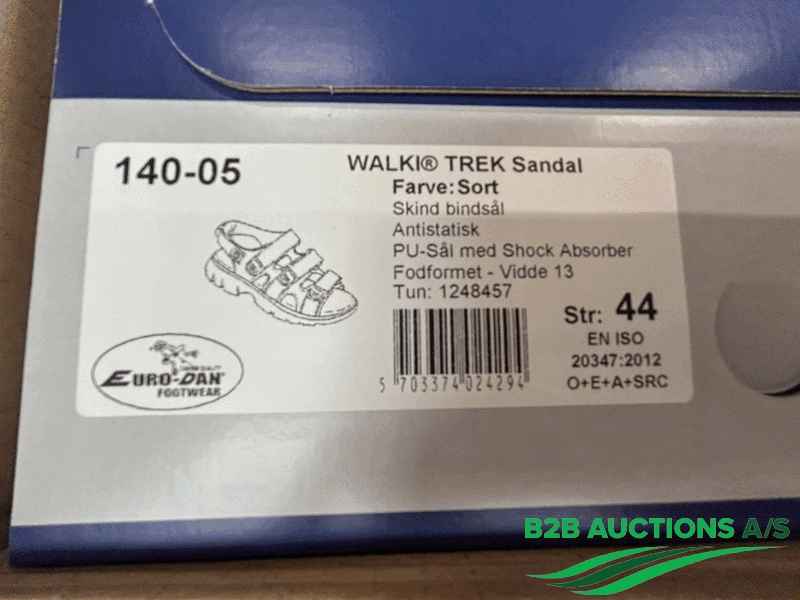 140-05
WALKI® TREK Sandal
Farve: Sort
Skind bindsål
Antistatisk
PU-Sål med Shock Absorber
Fodformet - Vidde 13
Tun: 1248457
Str: 44
EN ISO
20347:2012
O+E+A+SRC
5 703374 024294
EURO-DAN®
FOOTWEAR
B2B AUCTIONS A/S